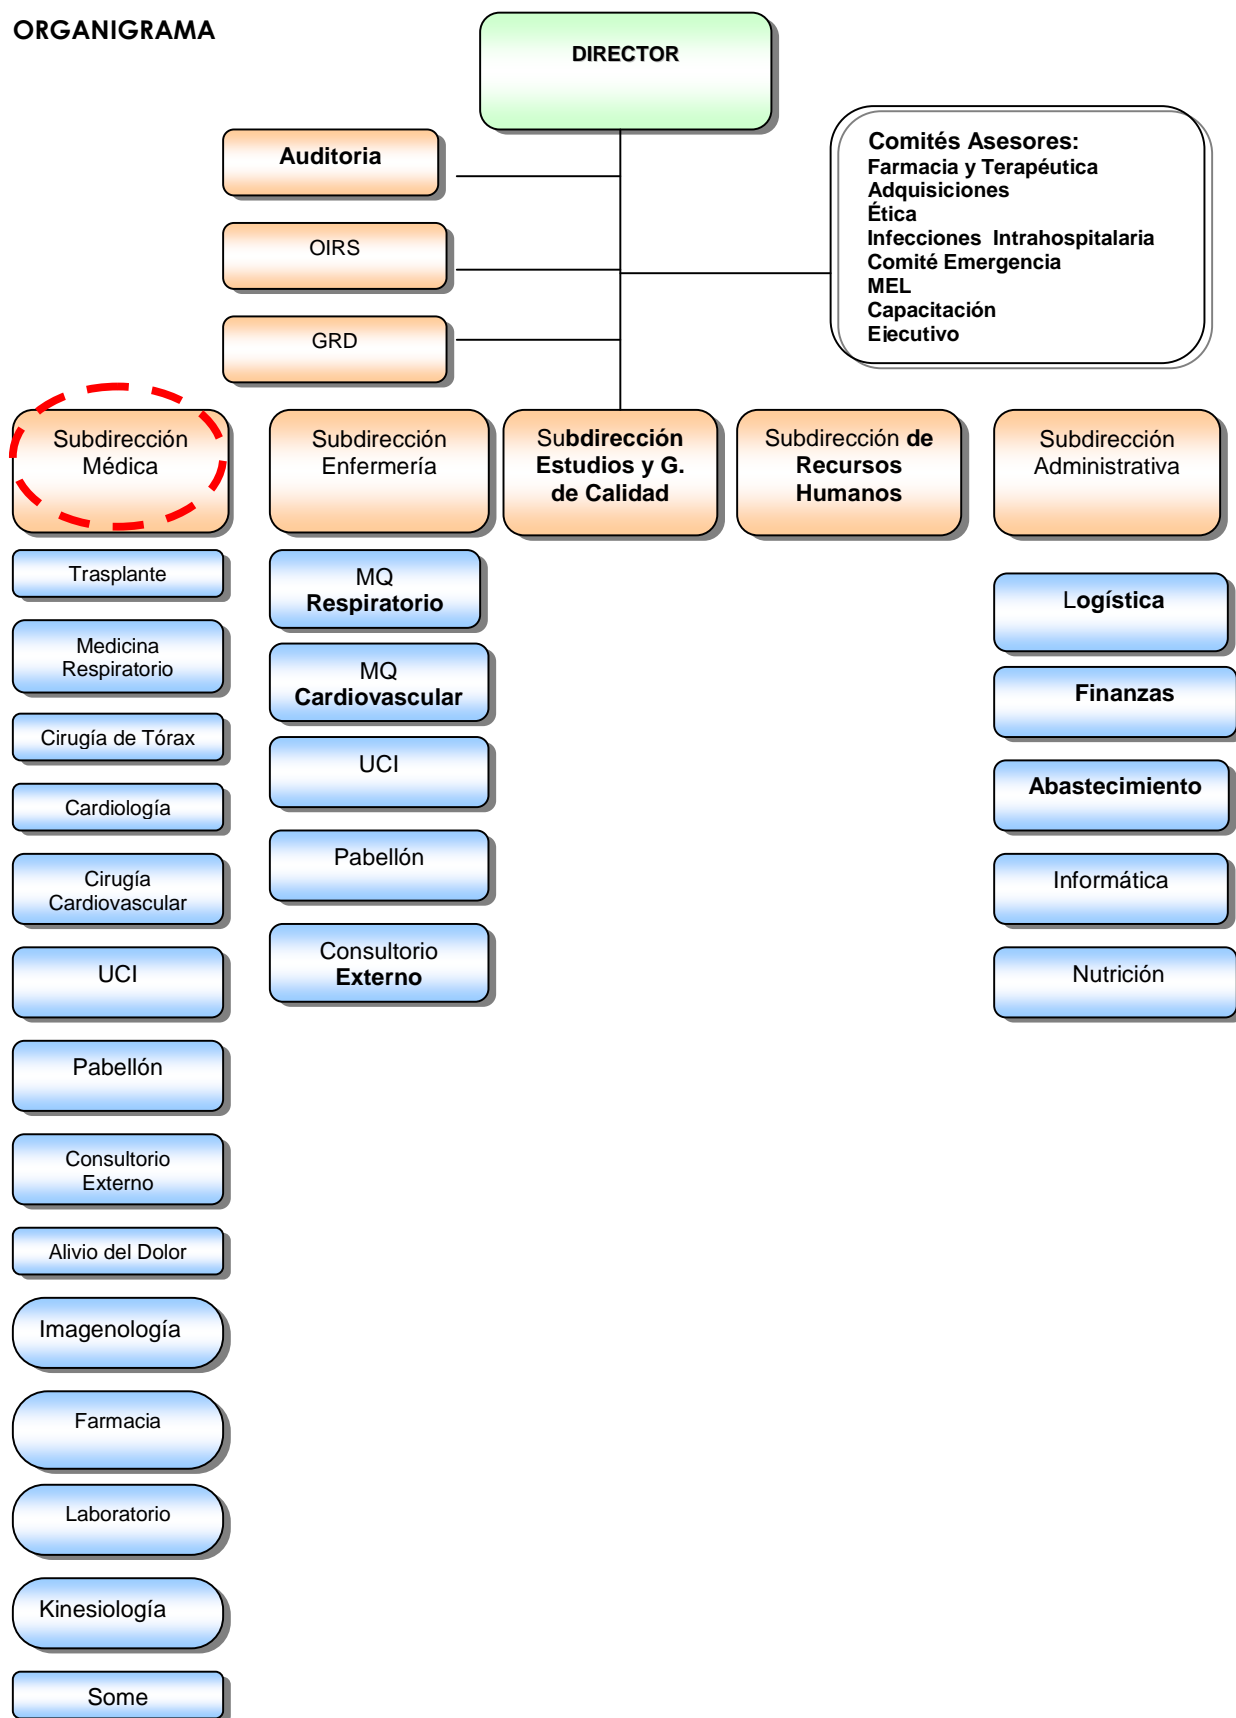 ORGANIGRAMA
DIRECTOR
Auditoria
OIRS
GRD
Comités Asesores:
Farmacia y Terapéutica
Adquisiciones
Ética
Infecciones Intrahospitalaria
Comité Emergencia
MEL
Capacitación
Ejecutivo
Subdirección
Médica
Subdirección
Enfermería
Subdirección
Estudios y G.
de Calidad
Subdirección de
Recursos
Humanos
Subdirección
Administrativa
Trasplante
Medicina
Respiratorio
Cirugía de Tórax
Cardiología
Cirugía
Cardiovascular
UCI
Pabellón
Consultorio
Externo
Alivio del Dolor
Imagenología
Farmacia
Laboratorio
Kinesiología
Some
MQ
Respiratorio
MQ
Cardiovascular
UCI
Pabellón
Consultorio
Externo
Logística
Finanzas
Abastecimiento
Informática
Nutrición